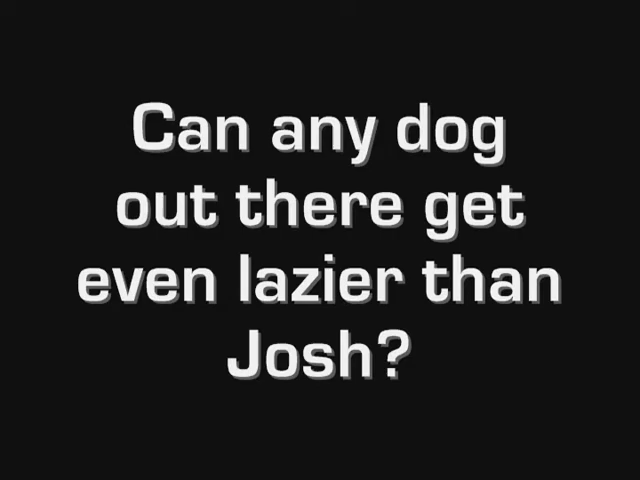 Can any dog
out there get
even lazier than
Josh?